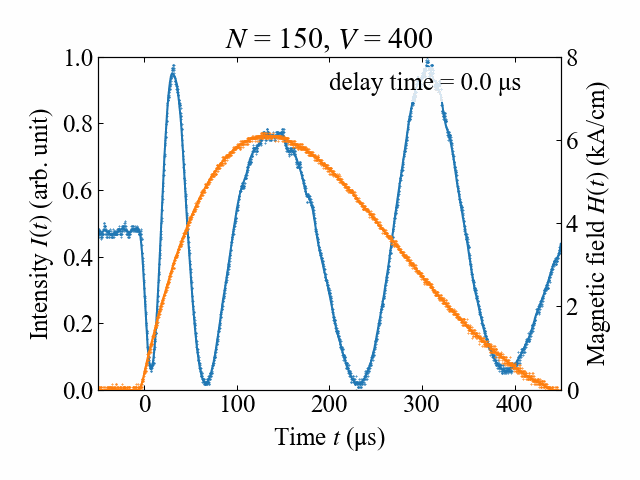 N = 150, V = 400
delay time = 0.0 μs
Intensity I(t) (arb. unit)
1.0
0.8
0.6
0.4
0.2
0.0
8
6
4
2
0
Magnetic field H(t) (kA/cm)
0 100 200 300 400
Time t (μs)